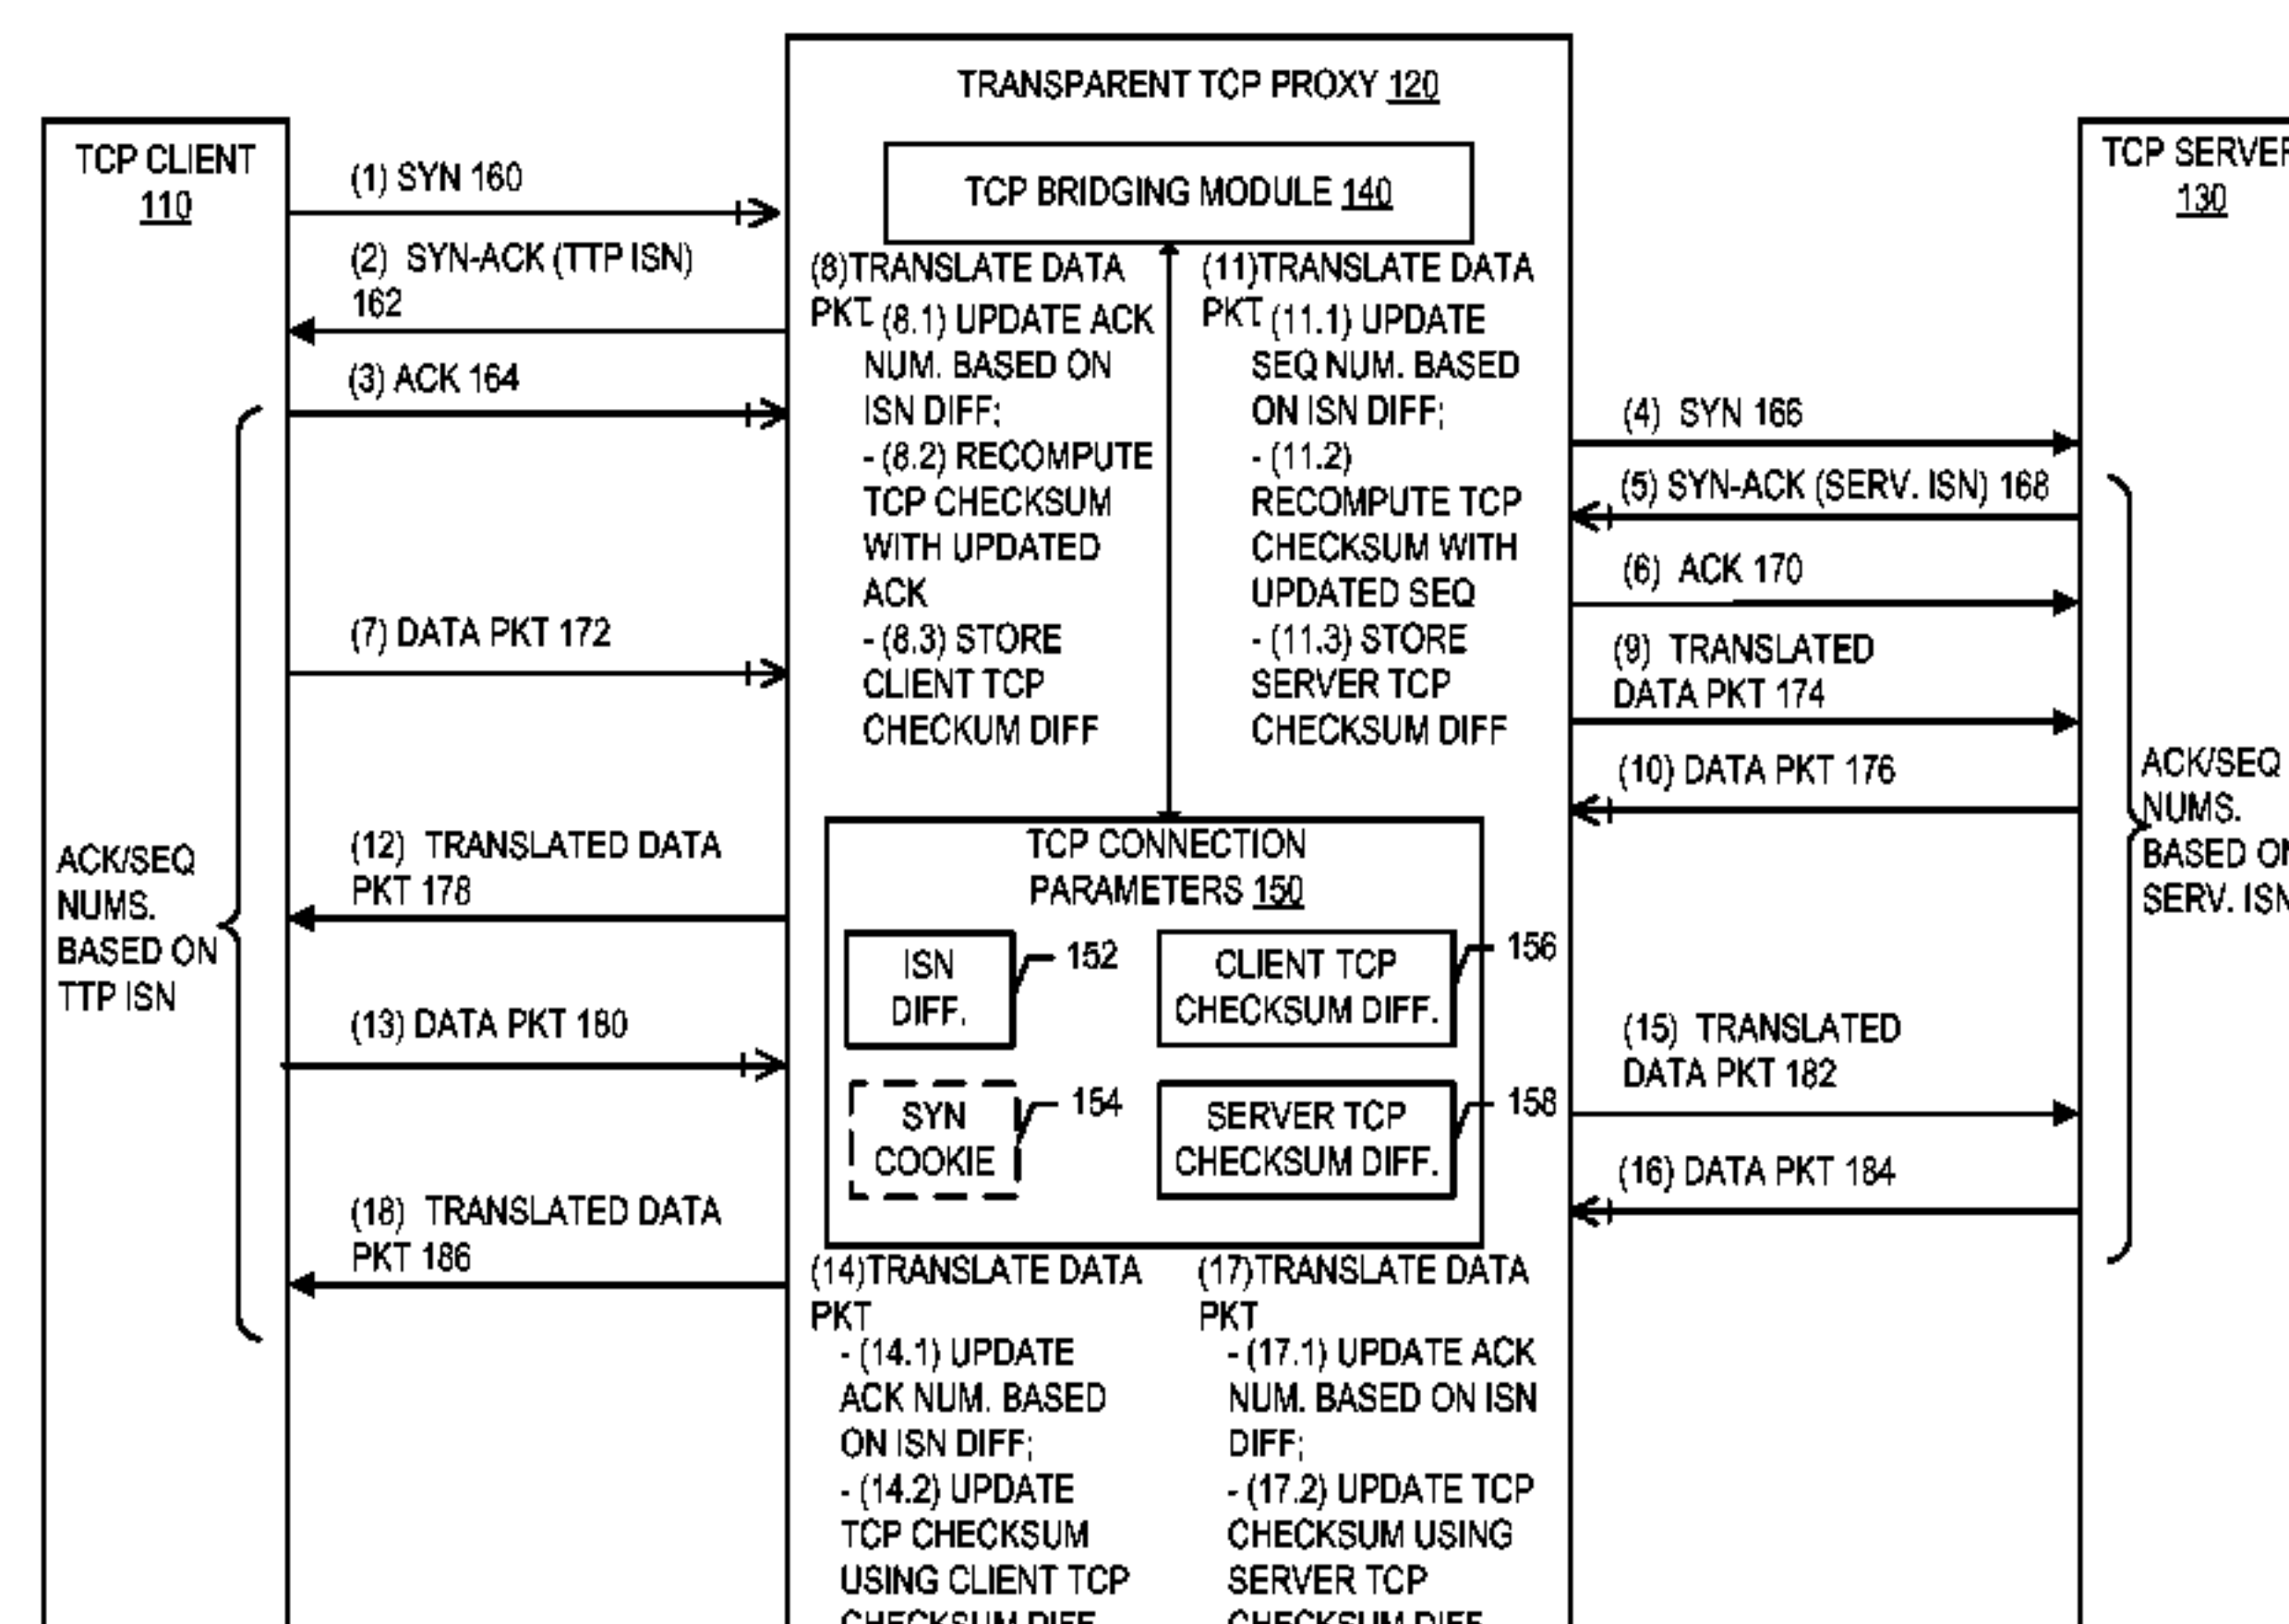 TRANSPARENT TCP PROXY 120
TCP BRIDGING MODULE 140
TCP CLIENT
110
(1) SYN 160
(2) SYN-ACK (TTP ISN)
162
(3) ACK 164
(7) DATA PKT 172
(12) TRANSLATED DATA
PKT 178
(13) DATA PKT 180
(18) TRANSLATED DATA
PKT 186
ACK/SEQ
NUMS.
BASED ON
TTP ISN
(8)TRANSLATE DATA
PKT
(8.1) UPDATE ACK
NUM. BASED ON
ISN DIFF;
- (8.2) RECOMPUTE
TCP CHECKSUM
WITH UPDATED
ACK
- (8.3) STORE
CLIENT TCP
CHECKUM DIFF
(11)TRANSLATE DATA
PKT
(11.1) UPDATE
SEQ NUM. BASED
ON ISN DIFF;
- (11.2)
RECOMPUTE TCP
CHECKSUM WITH
UPDATED SEQ
- (11.3) STORE
SERVER TCP
CHECKSUM DIFF
TCP CONNECTION
PARAMETERS 150
ISN
DIFF.
152
CLIENT TCP
CHECKSUM DIFF.
156
SYN
COOKIE
154
SERVER TCP
CHECKSUM DIFF.
158
(14)TRANSLATE DATA
PKT
- (14.1) UPDATE
ACK NUM. BASED
ON ISN DIFF;
- (14.2) UPDATE
TCP CHECKSUM
USING CLIENT TCP
CHECKSUM DIFF
(17)TRANSLATE DATA
PKT
- (17.1) UPDATE ACK
NUM. BASED ON ISN
DIFF;
- (17.2) UPDATE TCP
CHECKSUM USING
SERVER TCP
CHECKSUM DIFF
TCP SERVER
130
(4) SYN 166
(5) SYN-ACK (SERV. ISN) 168
(6) ACK 170
(9) TRANSLATED
DATA PKT 174
(10) DATA PKT 176
(15) TRANSLATED
DATA PKT 182
(16) DATA PKT 184
ACK/SEQ
NUMS.
BASED ON
SERV. ISN